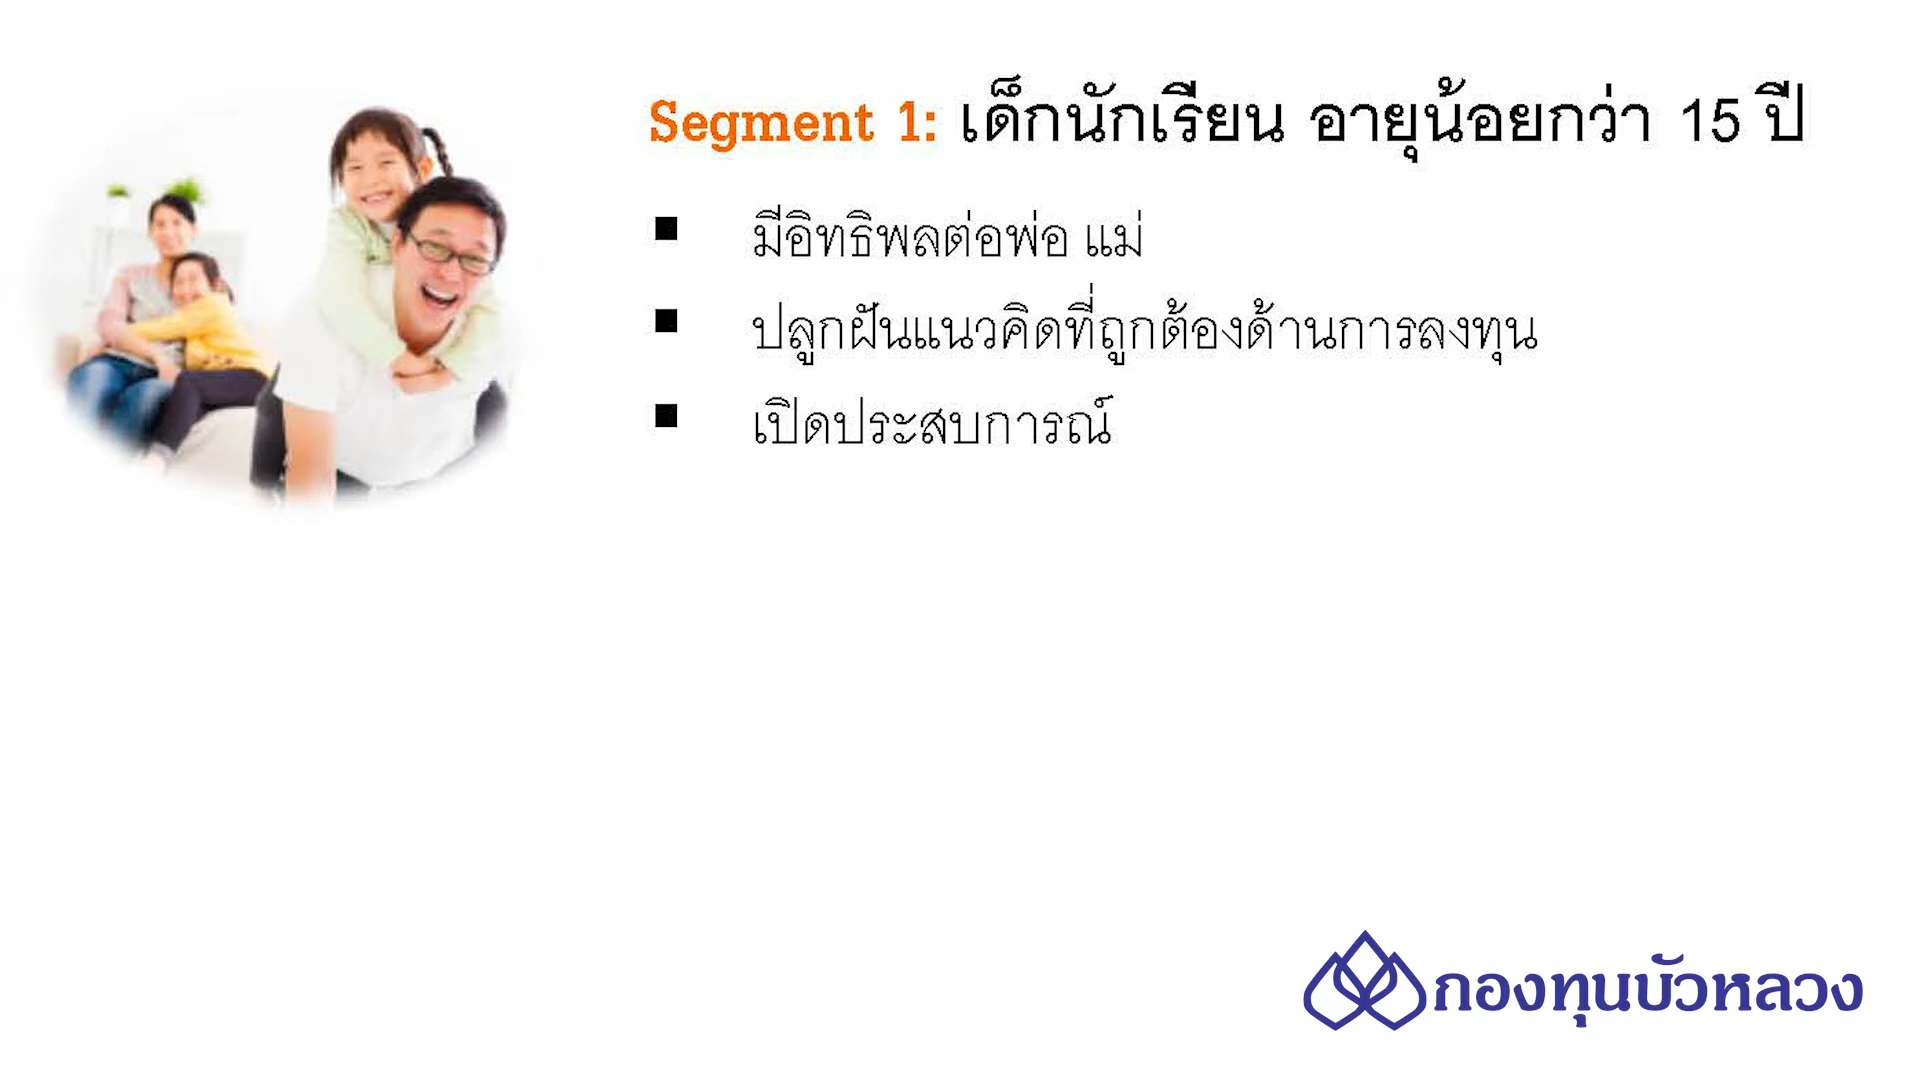 Segment 1: เด็กนักเรียน อายุน้อยกว่า 15 ปี
▪ มีอิทธิพลต่อพ่อ แม่
▪ ปลูกฝันแนวคิดที่ถูกต้องด้านการลงทุน
▪ เปิดประสบการณ์
กองทุนบัวหลวง